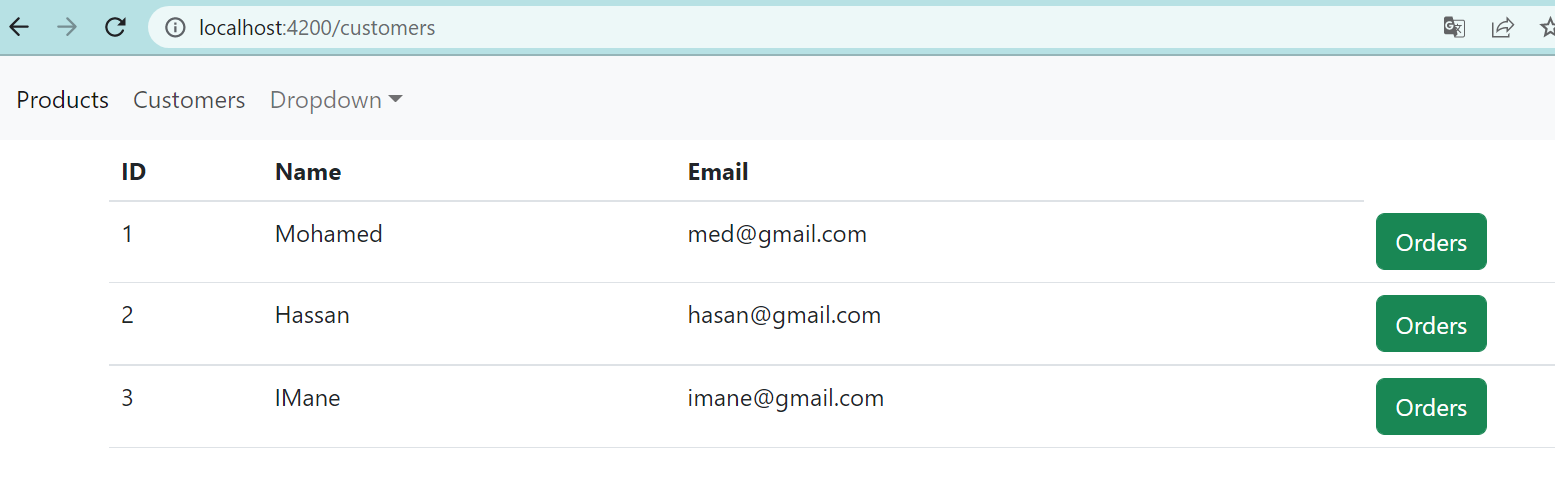 localhost:4200/customers
Products Customers Dropdown
ID Name Email
1 Mohamed med@gmail.com Orders
2 Hassan hasan@gmail.com Orders
3 IMane imane@gmail.com Orders